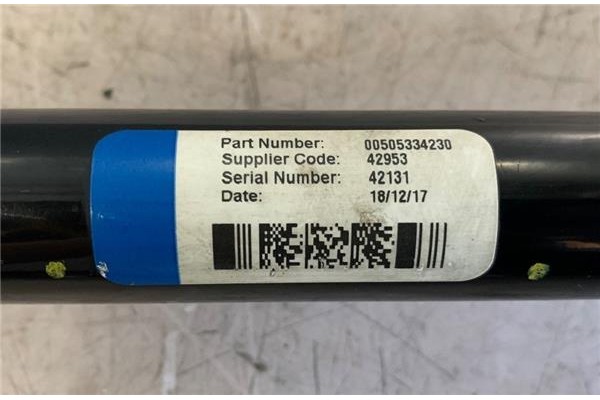 Part Number: 00505334230
Supplier Code: 42953
Serial Number: 42131
Date: 18/12/17